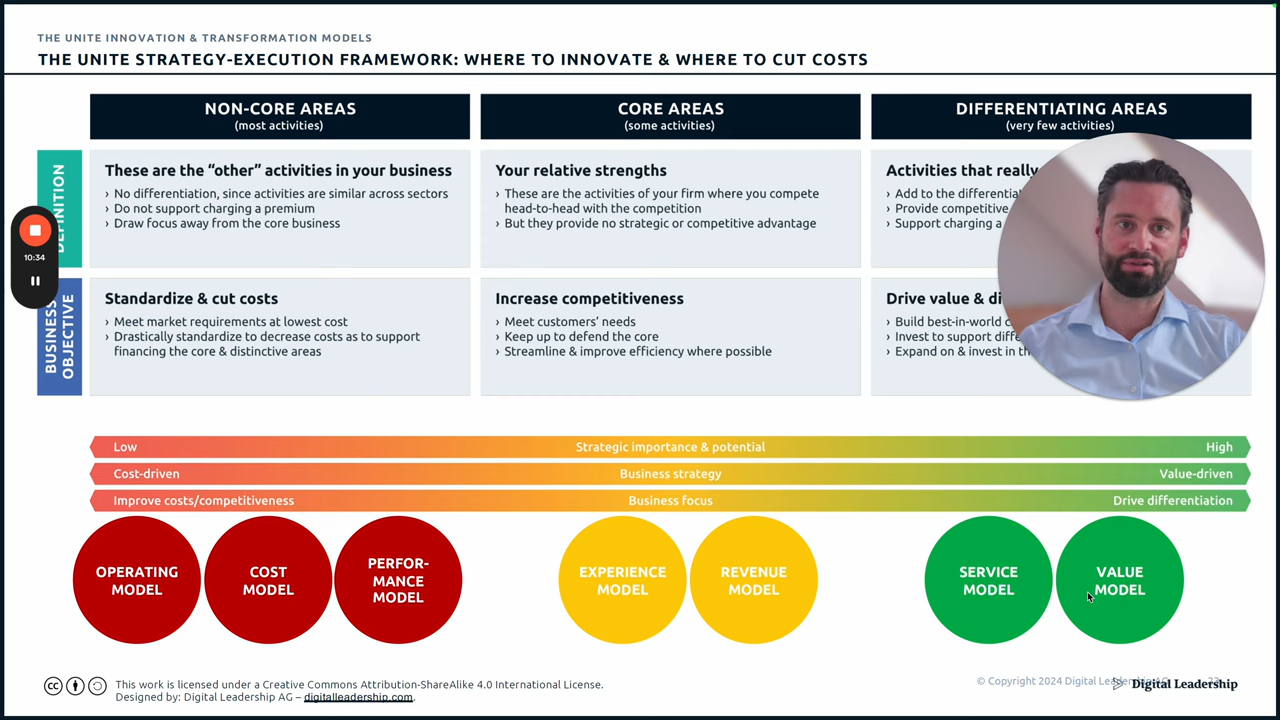 THE UNITE INNOVATION & TRANSFORMATION MODELS
THE UNITE STRATEGY-EXECUTION FRAMEWORK: WHERE TO INNOVATE & WHERE TO CUT COSTS
NON-CORE AREAS
(most activities)
CORE AREAS
(some activities)
DIFFERENTIATING AREAS
(very few activities)
DEFINITION
These are the “other” activities in your business
› No differentiation, since activities are similar across sectors
› Do not support charging a premium
› Draw focus away from the core business
Your relative strengths
› These are the activities of your firm where you compete
head-to-head with the competition
› But they provide no strategic or competitive advantage
Activities that really
› Add to the
› Provide competitive
› Support charging a
10:34
BUSINESS
OBJECTIVE
Standardize & cut costs
› Meet market requirements at lowest cost
› Drastically standardize to decrease costs as to support
financing the core & distinctive areas
Increase competitiveness
› Meet customers’ needs
› Keep up to defend the core
› Streamline & improve efficiency where possible
Drive value &
› Build best-in-world
› Invest to support
› Expand on & invest in
Low
Strategic importance & potential
High
Cost-driven
Business strategy
Value-driven
Improve costs/competitiveness
Business focus
Drive differentiation
OPERATING
MODEL
COST
MODEL
PERFOR-
MANCE
MODEL
EXPERIENCE
MODEL
REVENUE
MODEL
SERVICE
MODEL
VALUE
MODEL
This work is licensed under a Creative Commons Attribution-ShareAlike 4.0 International License.
Designed by: Digital Leadership AG – digitalleadership.com.
© Copyright 2024 Digital
Digital Leadership